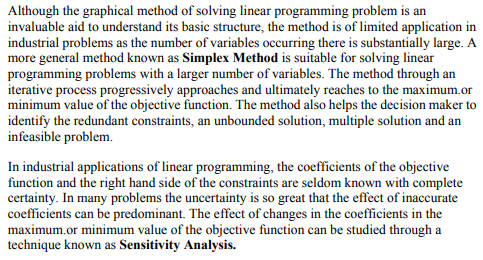 Although the graphical method of solving linear programming problem is an
invaluable aid to understand its basic structure, the method is of limited application in
industrial problems as the number of variables occurring there is substantially large. A
more general method known as Simplex Method is suitable for solving linear
programming problems with a larger number of variables. The method through an
iterative process progressively approaches and ultimately reaches to the maximum.or
minimum value of the objective function. The method also helps the decision maker to
identify the redundant constraints, an unbounded solution, multiple solution and an
infeasible problem.
In industrial applications of linear programming, the coefficients of the objective
function and the right hand side of the constraints are seldom known with complete
certainty. In many problems the uncertainty is so great that the effect of inaccurate
coefficients can be predominant. The effect of changes in the coefficients in the
maximum.or minimum value of the objective function can be studied through a
technique known as Sensitivity Analysis.